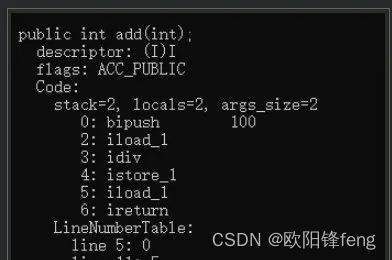 public int add(int);
descriptor: (I)I
flags: ACC_PUBLIC
Code:
stack=2, locals=2, args_size=2
0: bipush 100
2: iload_1
3: idiv
4: istore_1
5: iload_1
6: ireturn
LineNumberTable:
line 5: 0
CSDN @欧阳锋feng